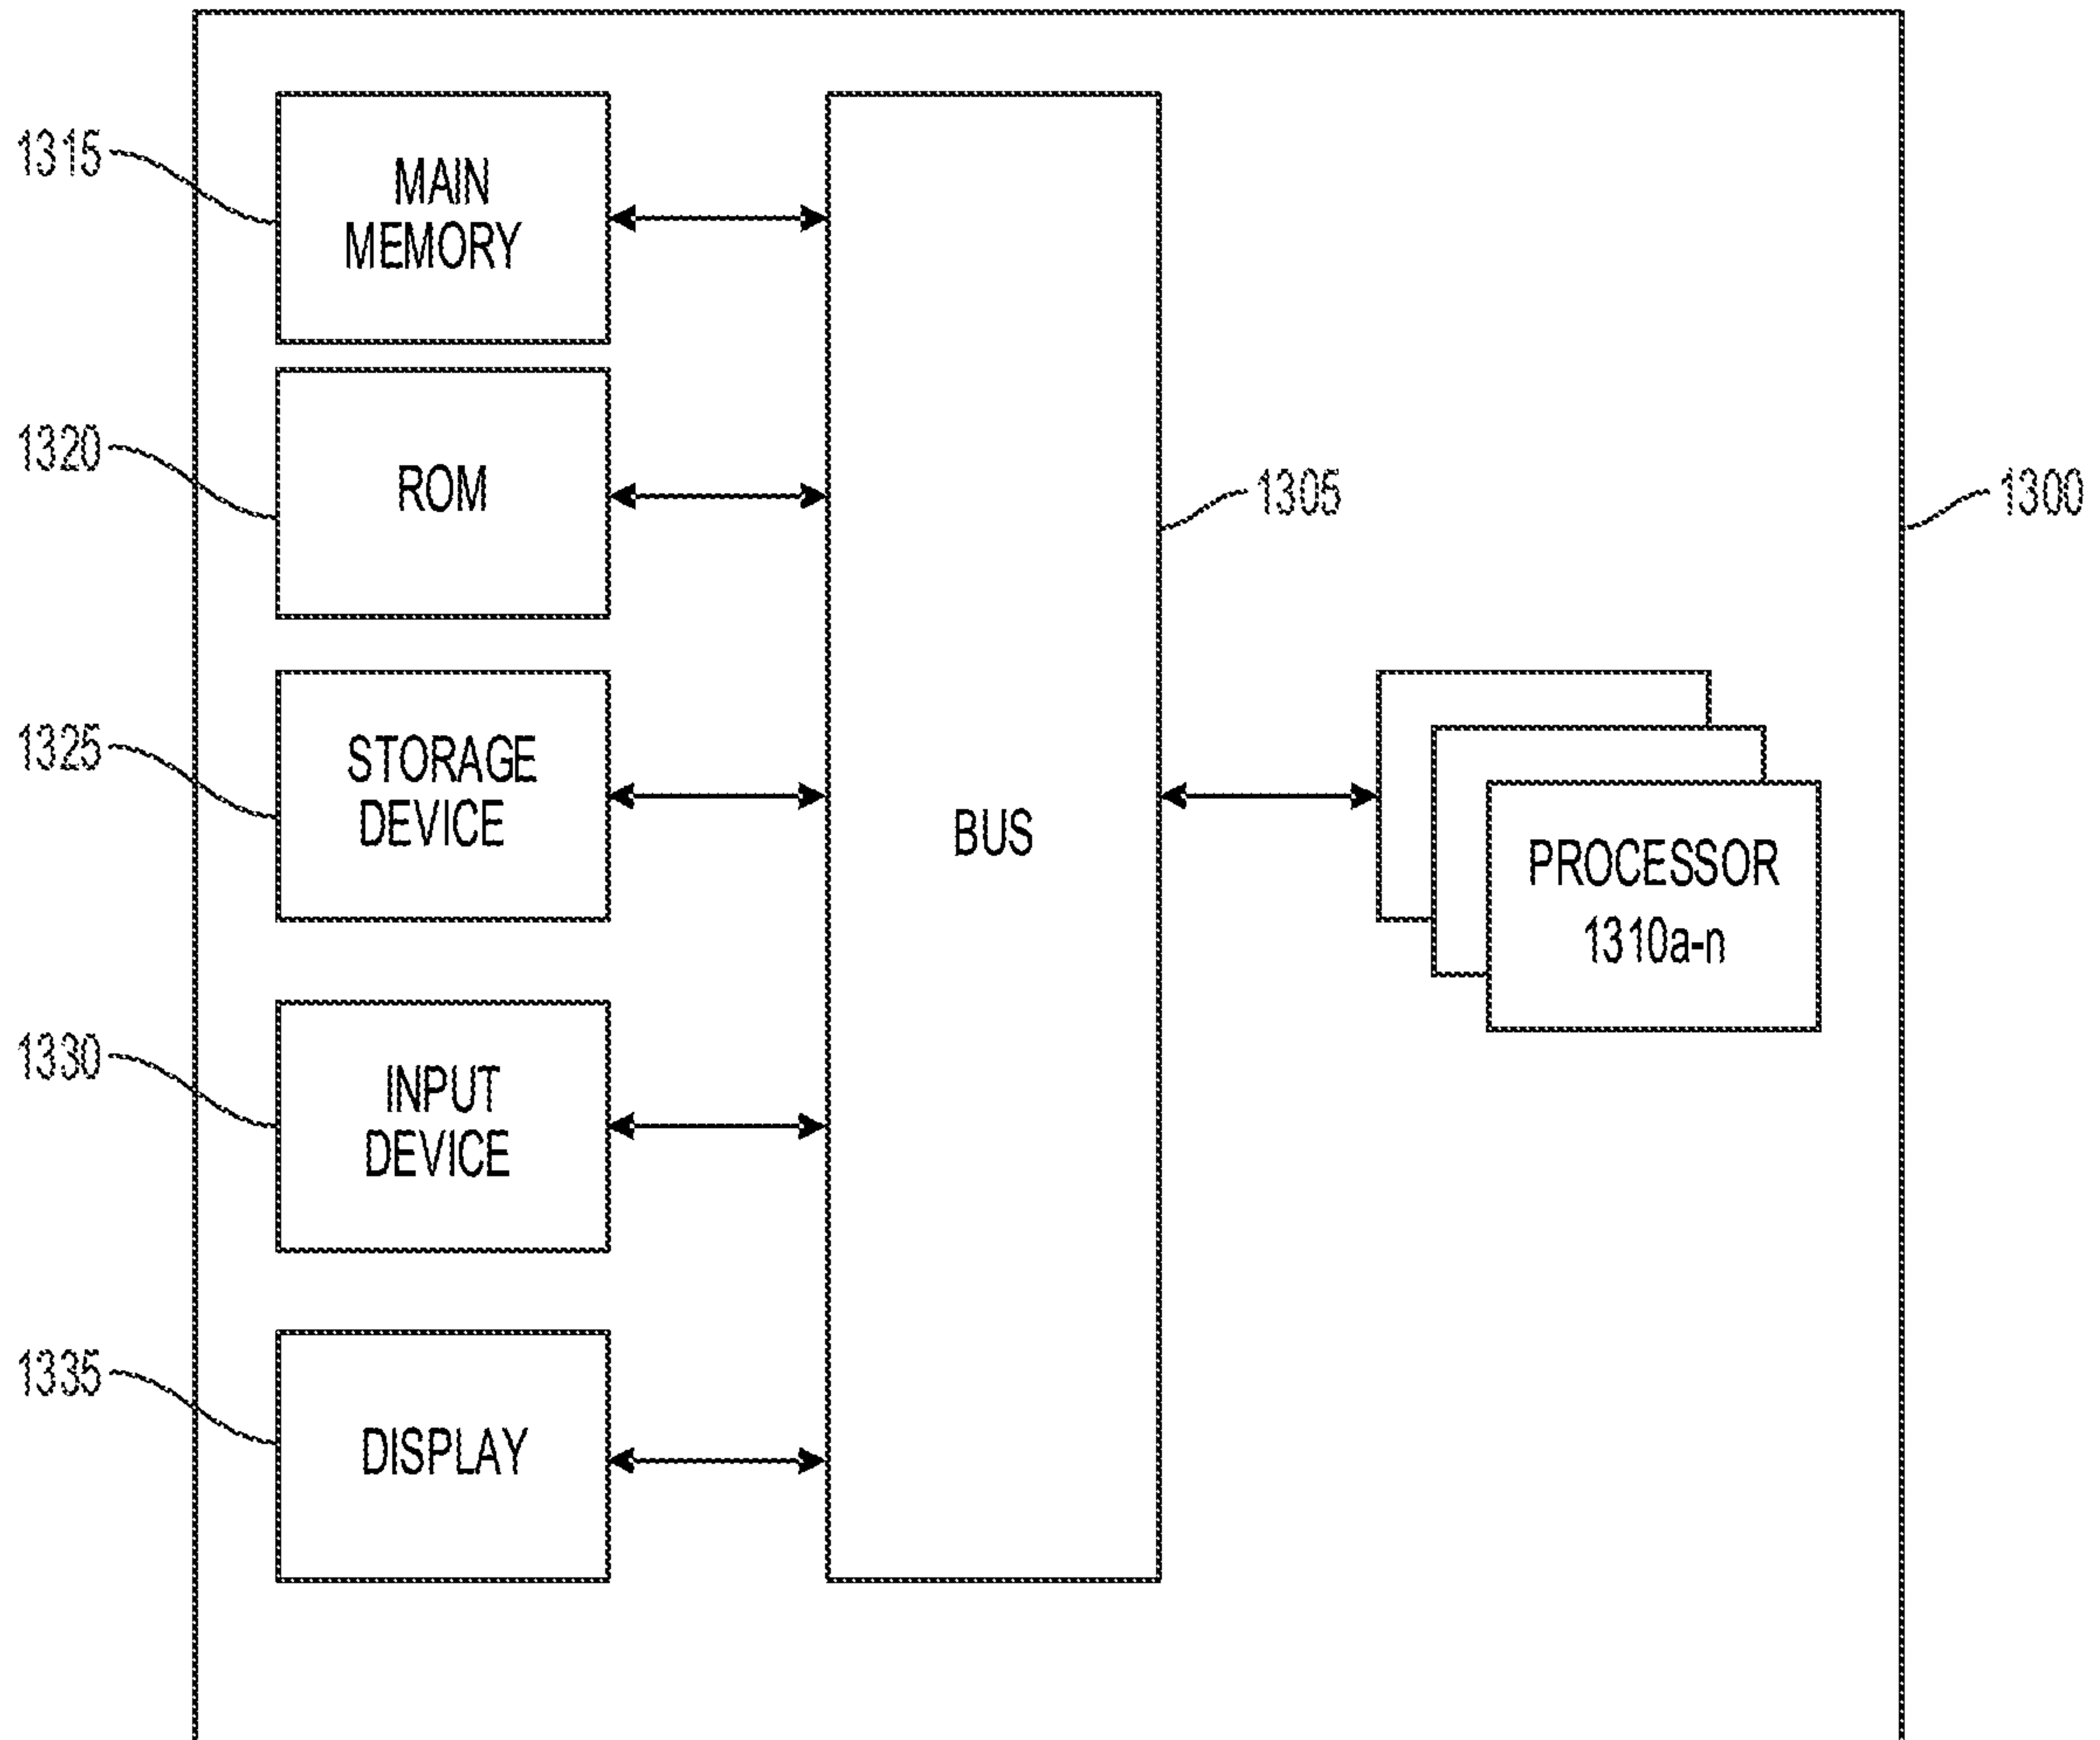 1315
MAIN
MEMORY
1320
ROM
1305
1300
1325
STORAGE
DEVICE
BUS
PROCESSOR
1310a-n
1330
INPUT
DEVICE
1335
DISPLAY